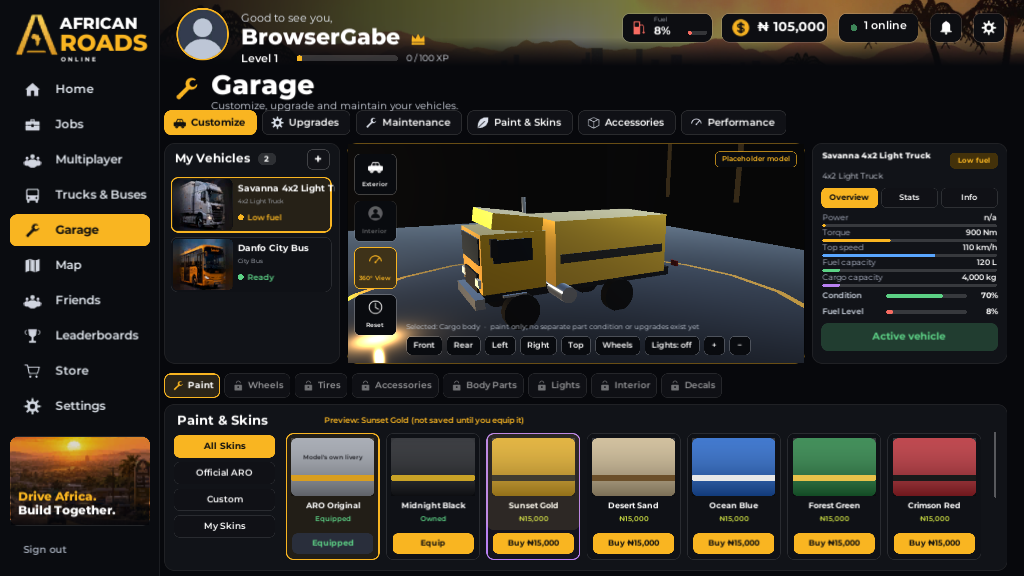 AFRICAN
ROADS
ONLINE
Good to see you,
BrowserGabe
Level 1
0 / 100 XP
Fuel
8%
₦ 105,000
1 online
Home
Jobs
Multiplayer
Trucks & Buses
Garage
Map
Friends
Leaderboards
Store
Settings
Drive Africa.
Build Together.
Sign out
Garage
Customize, upgrade and maintain your vehicles.
Customize
Upgrades
Maintenance
Paint & Skins
Accessories
Performance
My Vehicles 2
+
Savanna 4x2 Light T
4x2 Light Truck
Low fuel
Danfo City Bus
City Bus
Ready
Exterior
Interior
360° View
Reset
Placeholder model
Selected: Cargo body · paint only; no separate part condition or upgrades exist yet
Front
Rear
Left
Right
Top
Wheels
Lights: off
+
−
Savanna 4x2 Light Truck
Low fuel
4x2 Light Truck
Overview
Stats
Info
Power n/a
Torque 900 Nm
Top speed 110 km/h
Fuel capacity 120 L
Cargo capacity 4,000 kg
Condition 70%
Fuel Level 8%
Active vehicle
Paint
Wheels
Tires
Accessories
Body Parts
Lights
Interior
Decals
Paint & Skins
Preview: Sunset Gold (not saved until you equip it)
All Skins
Official ARO
Custom
My Skins
Model's own livery
ARO Original
Equipped
Equipped
Midnight Black
Owned
Equip
Sunset Gold
₦15,000
Buy ₦15,000
Desert Sand
₦15,000
Buy ₦15,000
Ocean Blue
₦15,000
Buy ₦15,000
Forest Green
₦15,000
Buy ₦15,000
Crimson Red
₦15,000
Buy ₦15,000